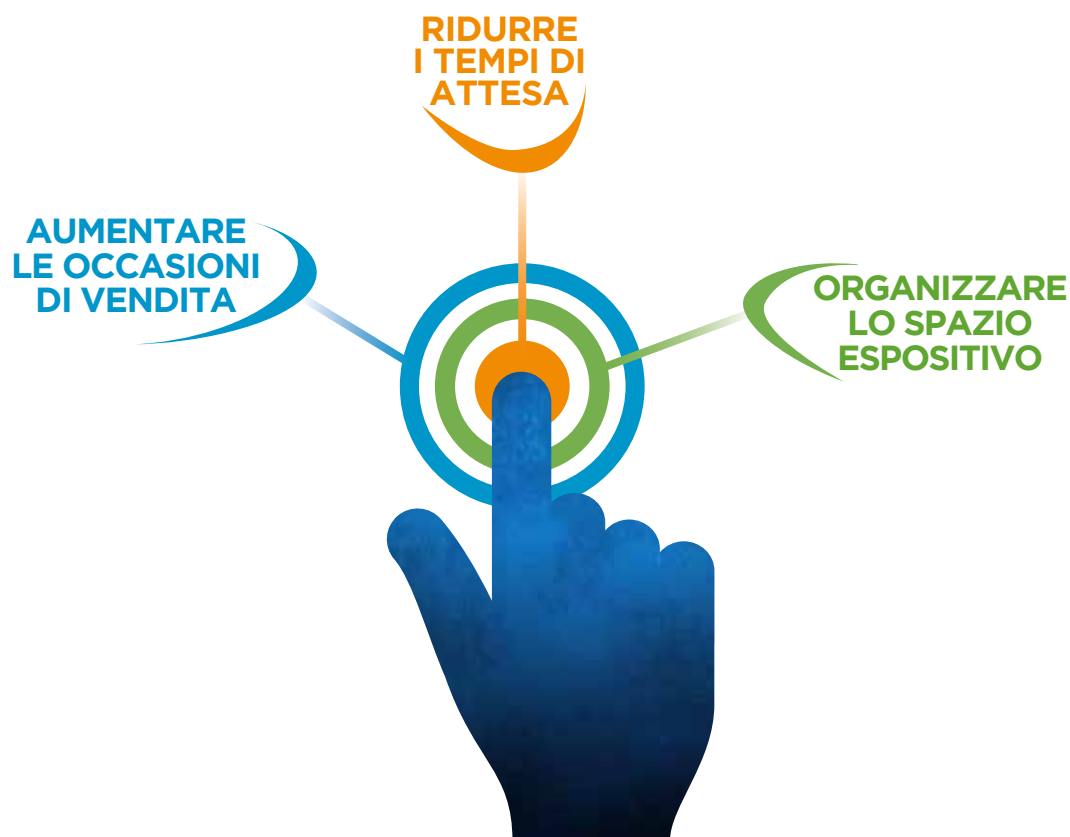 RIDURRE
I TEMPI DI
ATTESA
AUMENTARE
LE OCCASIONI
DI VENDITA
ORGANIZZARE
LO SPAZIO
ESPOSITIVO